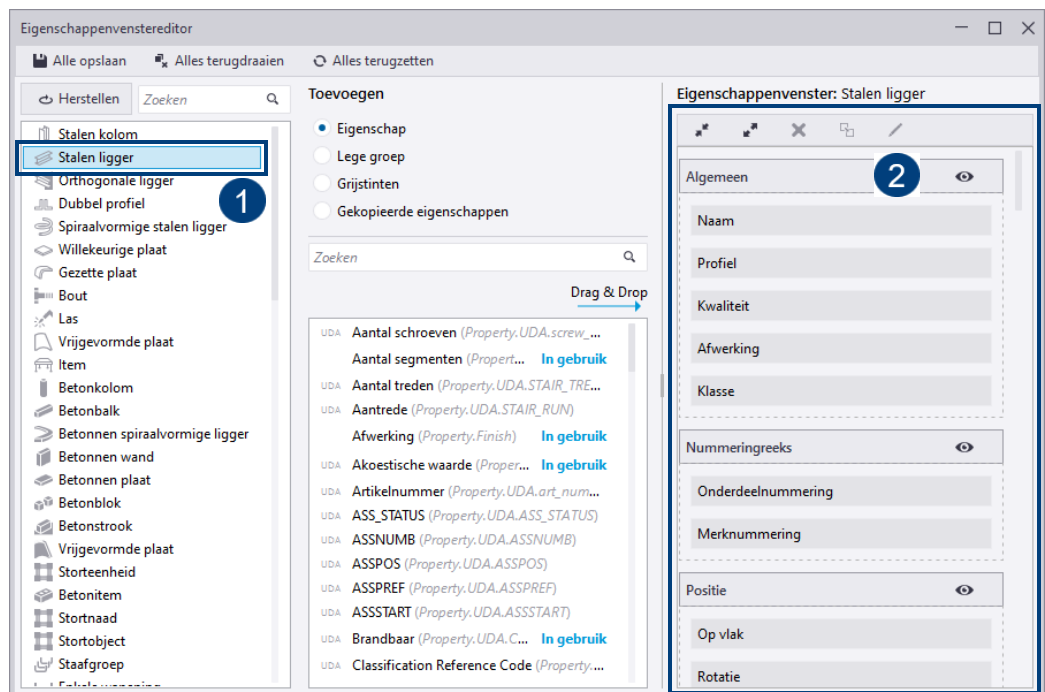 Eigenschappenvenstereditor
Alle opslaan Alles terugdraaien Alles terugzetten
Herstellen Zoeken
Stalen kolom
Stalen ligger
1
Orthogonale ligger
Dubbel profiel
Spiraalvormige stalen ligger
Willekeurige plaat
Gezette plaat
Bout
Las
Vrijgevormde plaat
Item
Betonkolom
Betonbalk
Betonnen spiraalvormige ligger
Betonnen wand
Betonnen plaat
Betonblok
Betonstrook
Vrijgevormde plaat
Storteenheid
Betonitem
Stortnaad
Stortobject
Staafgroep
Enkele wapening
Toevoegen
Eigenschap
Lege groep
Grijstinten
Gekopieerde eigenschappen
Zoeken
Drag & Drop
UDA Aantal schroeven (Property.UDA.screw_...
Aantal segmenten (Propert... In gebruik
UDA Aantal treden (Property.UDA.STAIR_TRE...
UDA Aantrede (Property.UDA.STAIR_RUN)
Afwerking (Property.Finish) In gebruik
UDA Akoestische waarde (Proper... In gebruik
UDA Artikelnummer (Property.UDA.art_num...
UDA ASS_STATUS (Property.UDA.ASS_STATUS)
UDA ASSNUMB (Property.UDA.ASSNUMB)
UDA ASSPOS (Property.UDA.ASSPOS)
UDA ASSPREF (Property.UDA.ASSPREF)
UDA ASSSTART (Property.UDA.ASSSTART)
UDA Brandbaar (Property.UDA.C... In gebruik
UDA Classification Reference Code (Property....
Eigenschappenvenster: Stalen ligger
2
Algemeen
Naam
Profiel
Kwaliteit
Afwerking
Klasse
Nummeringreeks
Onderdeelnummering
Merknummering
Positie
Op vlak
Rotatie